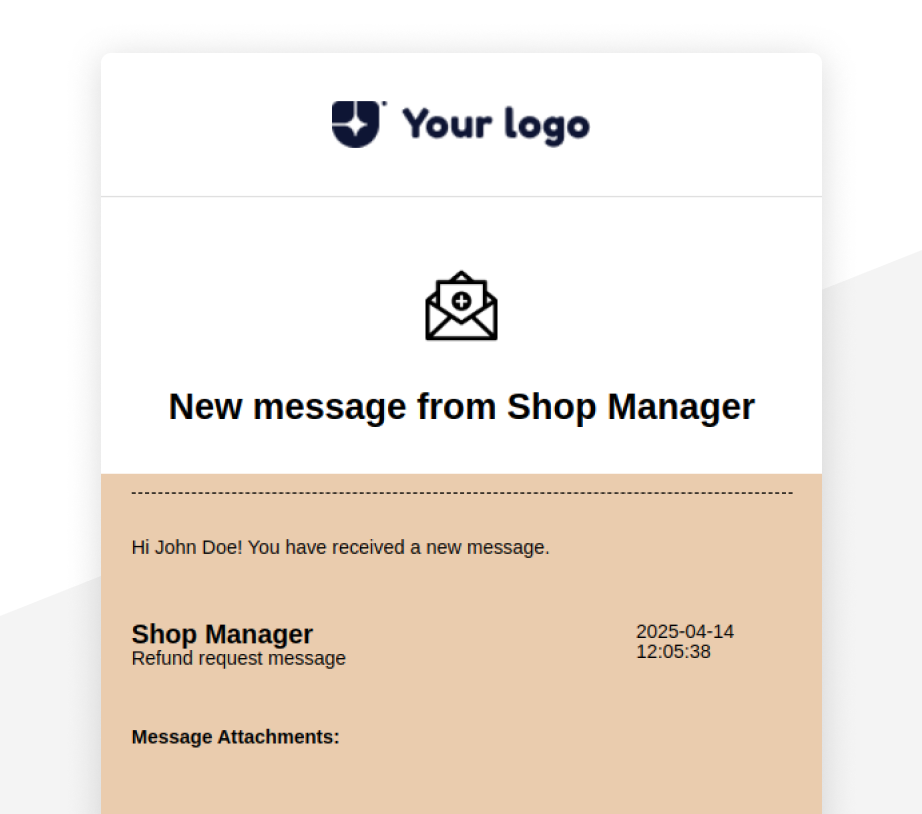 Your logo
New message from Shop Manager
Hi John Doe! You have received a new message.
Shop Manager
Refund request message
2025-04-14
12:05:38
Message Attachments: